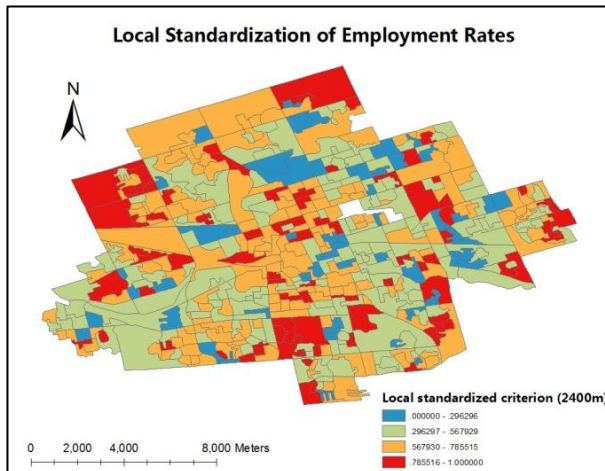 Local Standardization of Employment Rates
N
Local standardized criterion (2400m)
.000000 - .296296
.296297 - .567929
.567930 - .785515
.785516 - 1.000000
0 2,000 4,000 8,000 Meters